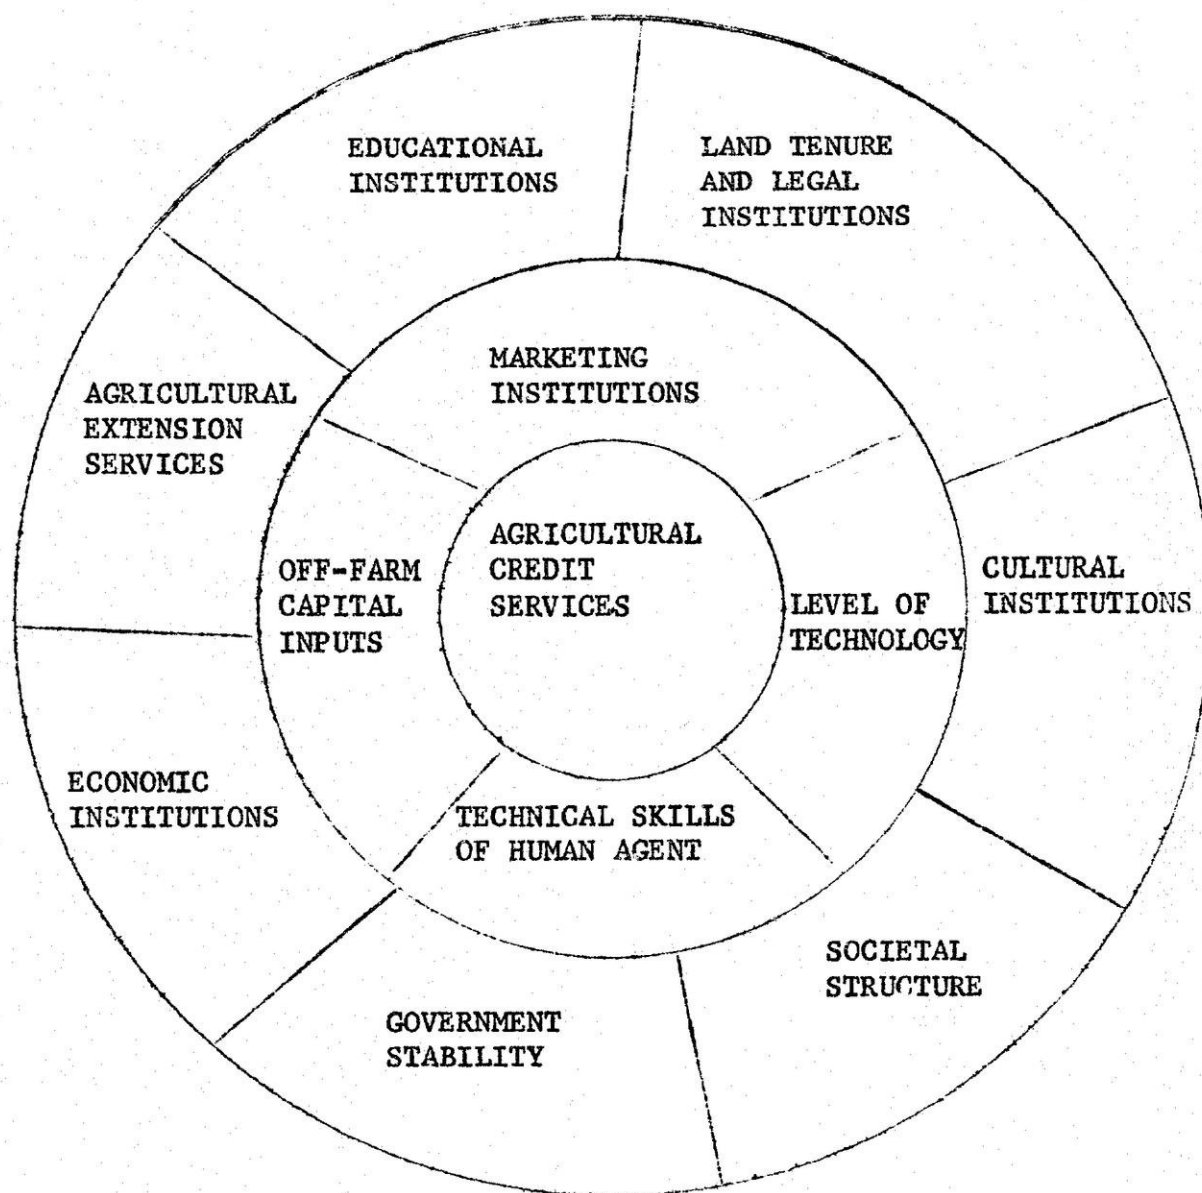 EDUCATIONAL
INSTITUTIONS
LAND TENURE
AND LEGAL
INSTITUTIONS
MARKETING
INSTITUTIONS
AGRICULTURAL
EXTENSION
SERVICES
AGRICULTURAL
CREDIT
SERVICES
OFF-FARM
CAPITAL
INPUTS
LEVEL OF
TECHNOLOGY
CULTURAL
INSTITUTIONS
ECONOMIC
INSTITUTIONS
TECHNICAL SKILLS
OF HUMAN AGENT
SOCIETAL
STRUCTURE
GOVERNMENT
STABILITY